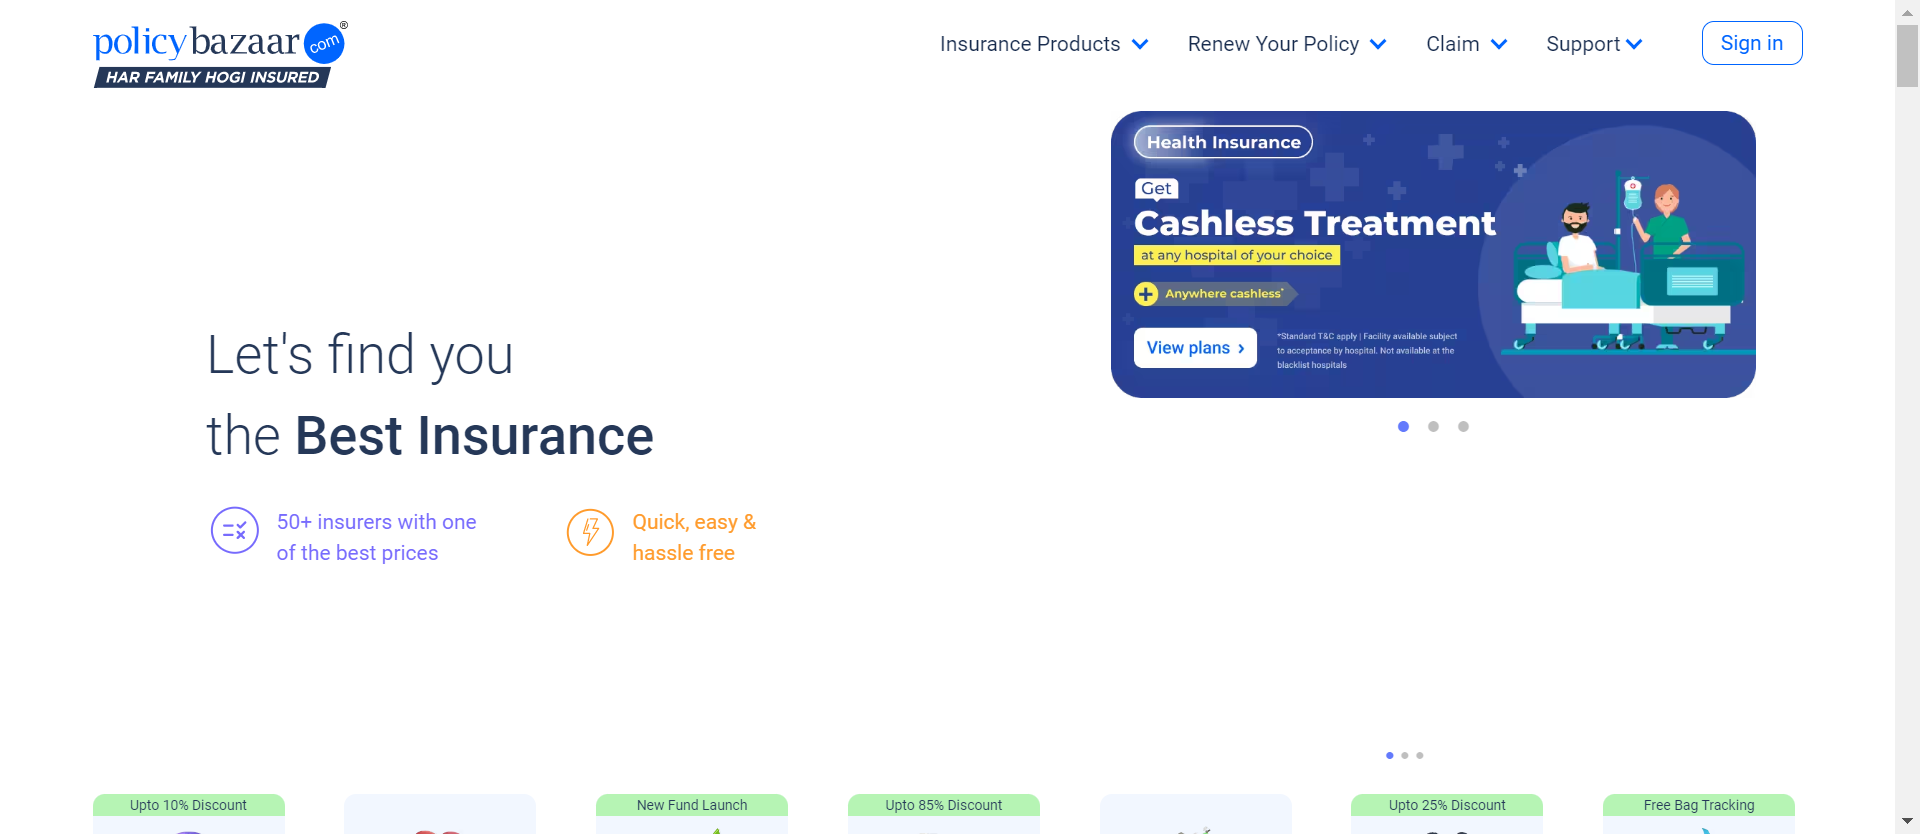 policybazaar com ®
HAR FAMILY HOGI INSURED
Insurance Products
Renew Your Policy
Claim
Support
Sign in
Health Insurance
Get
Cashless Treatment
at any hospital of your choice
Anywhere cashless*
View plans
*Standard T&C apply | Facility available subject
to acceptance by hospital. Not available at the
blacklist hospitals
Let's find you
the Best Insurance
50+ insurers with one
of the best prices
Quick, easy &
hassle free
Upto 10% Discount
New Fund Launch
Upto 85% Discount
Upto 25% Discount
Free Bag Tracking